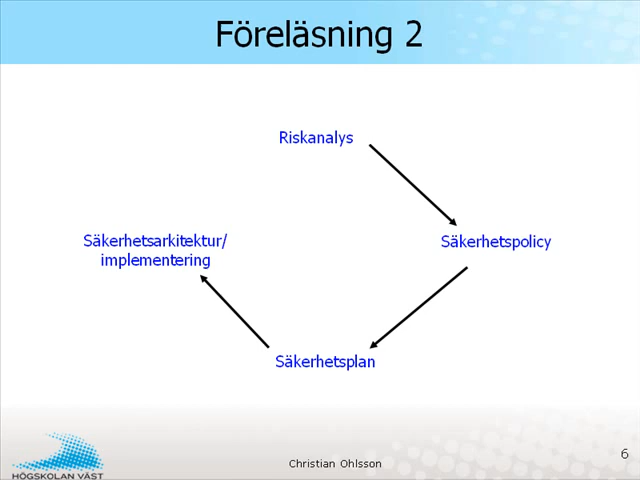 Föreläsning 2
Riskanalys
Säkerhetsarkitektur/
implementering
Säkerhetspolicy
Säkerhetsplan
HÖGSKOLAN VÄST
Christian Ohlsson
6